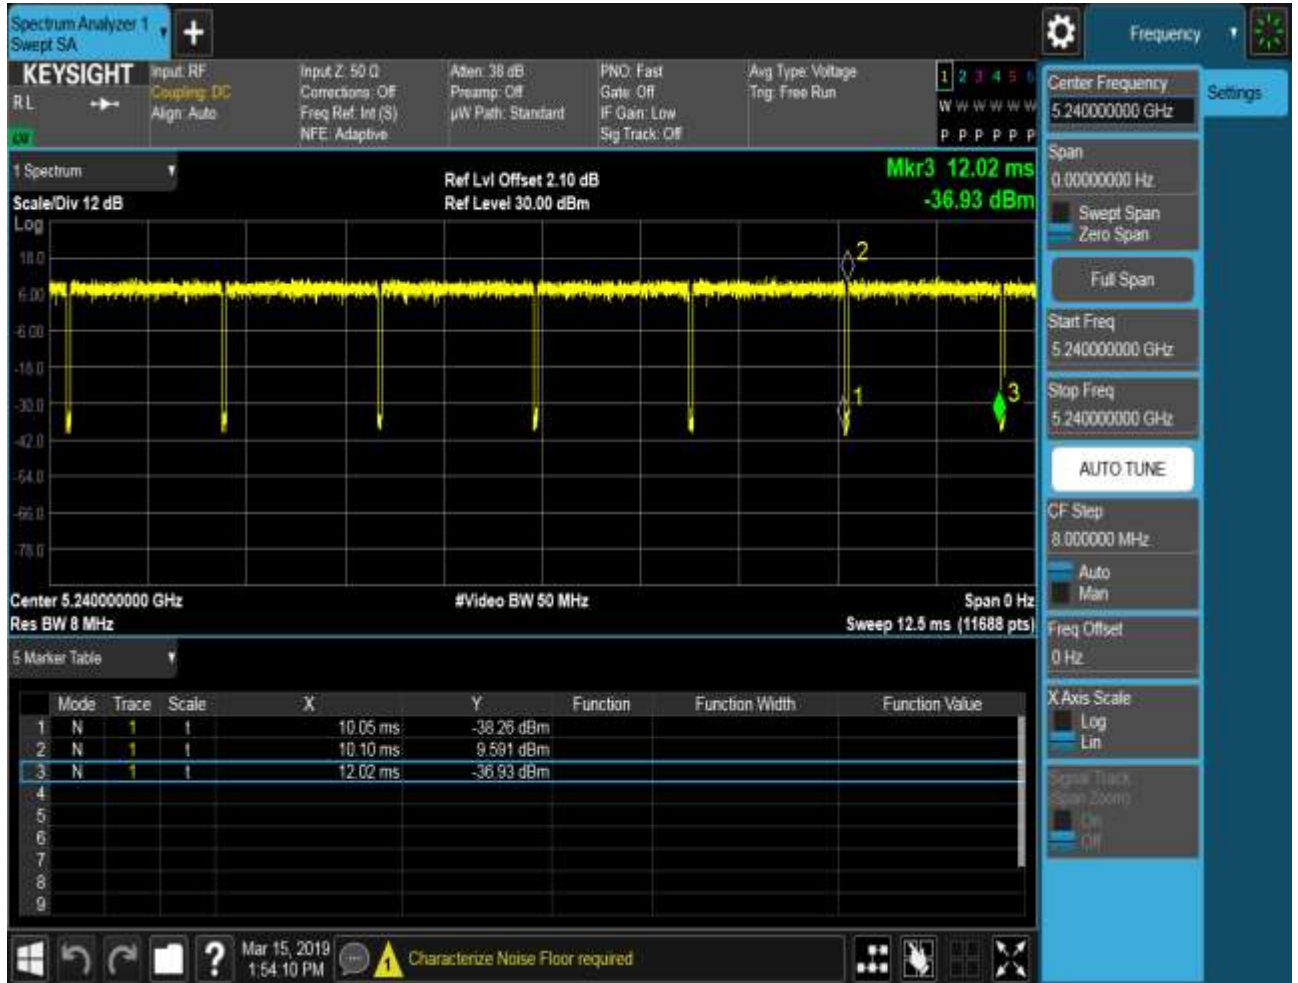 Spectrum Analyzer 1
Swept SA
Frequency
KEYSIGHT
R L
Input: RF
Coupling: DC
Align: Auto
Input Z: 50 Ω
Corrections: Off
Freq Ref: Int (S)
NFE: Adaptive
Atten: 38 dB
Preamp: Off
µW Path: Standard
PNO: Fast
Gate: Off
IF Gain: Low
Sig Track: Off
Avg Type: Voltage
Trig: Free Run
1 2 3 4 5 6
W W W W W W
P P P P P P
1 Spectrum
Scale/Div 12 dB
Ref Lvl Offset 2.10 dB
Ref Level 30.00 dBm
Mkr3 12.02 ms
-36.93 dBm
Log
18.0
6.00
-6.00
-18.0
-30.0
-42.0
-54.0
-66.0
-78.0
2
1
3
Center 5.240000000 GHz
#Video BW 50 MHz
Span 0 Hz
Res BW 8 MHz
Sweep 12.5 ms (11688 pts)
5 Marker Table
Mode Trace Scale X Y Function Function Width Function Value
1 N 1 t 10.05 ms -38.26 dBm
2 N 1 t 10.10 ms 9.591 dBm
3 N 1 t 12.02 ms -36.93 dBm
4
5
6
7
8
9
Mar 15, 2019
1:54:10 PM
1
Characterize Noise Floor required
Center Frequency
5.240000000 GHz
Settings
Span
0.00000000 Hz
Swept Span
Zero Span
Full Span
Start Freq
5.240000000 GHz
Stop Freq
5.240000000 GHz
AUTO TUNE
CF Step
8.000000 MHz
Auto
Man
Freq Offset
0 Hz
X Axis Scale
Log
Lin
Signal Track
(Span Zoom)
On
Off